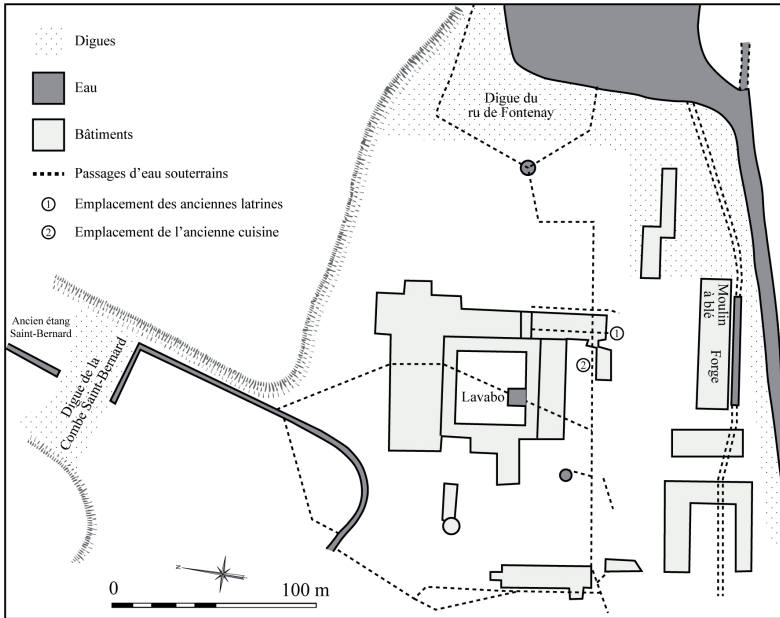 Digues
Eau
Bâtiments
Passages d'eau souterrains
1 Emplacement des anciennes latrines
2 Emplacement de l'ancienne cuisine
Digue du
ru de Fontenay
Ancien étang
Saint-Bernard
Digue de la
Combe Saint-Bernard
Moulin
à blé
Forge
1
2
Lavabo
N
0 100 m